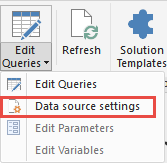 Edit
Queries
Refresh
Solution
Templates
Edit Queries
Data source settings
Edit Parameters
Edit Variables